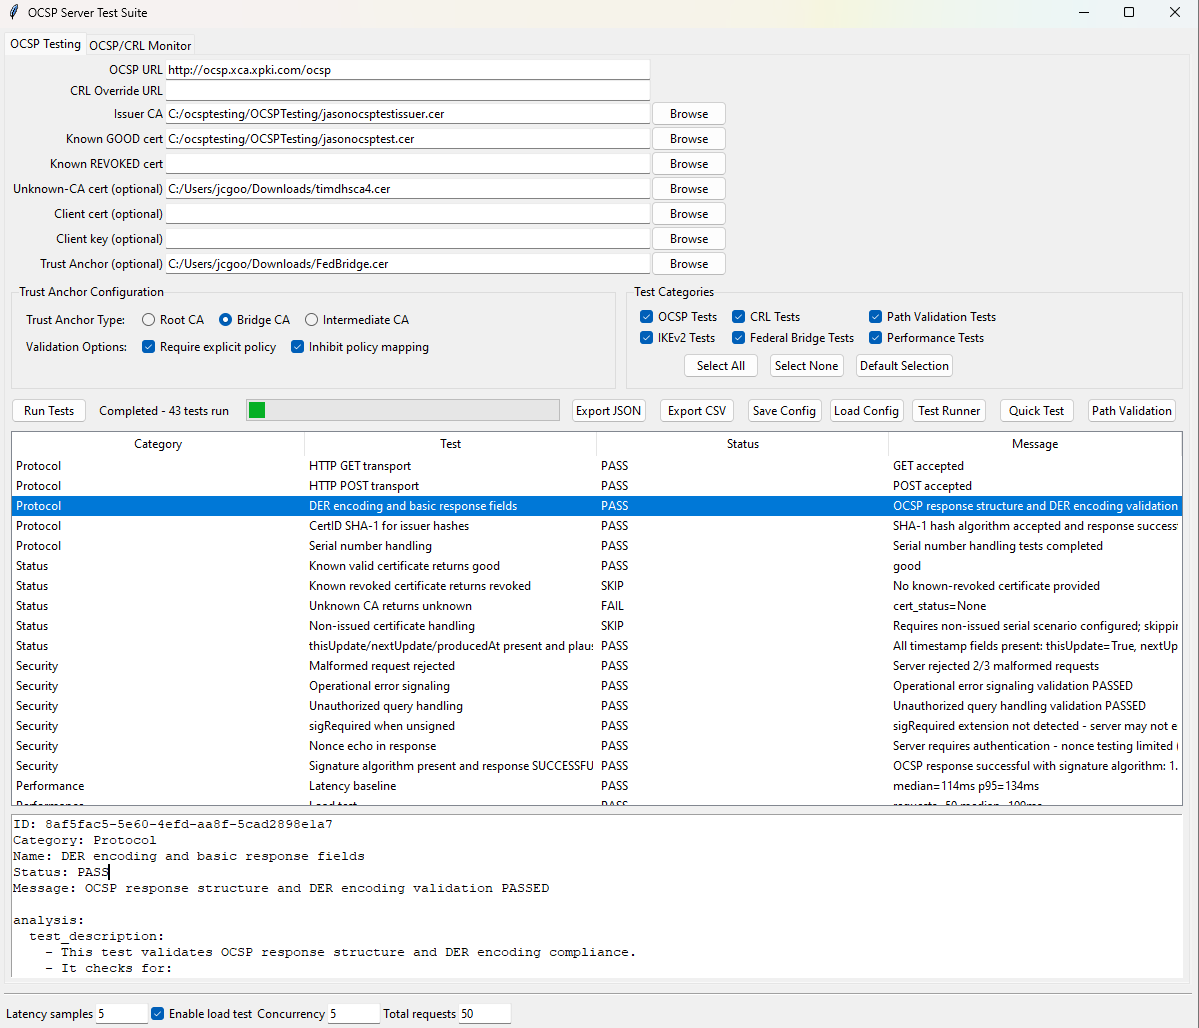 OCSP Server Test Suite
OCSP Testing OCSP/CRL Monitor
OCSP URL http://ocsp.xca.xpki.com/ocsp
CRL Override URL
Issuer CA C:/ocsptesting/OCSPTesting/jasonocsptestissuer.cer Browse
Known GOOD cert C:/ocsptesting/OCSPTesting/jasonocsptest.cer Browse
Known REVOKED cert Browse
Unknown-CA cert (optional) C:/Users/jcgoo/Downloads/timdhsca4.cer Browse
Client cert (optional) Browse
Client key (optional) Browse
Trust Anchor (optional) C:/Users/jcgoo/Downloads/FedBridge.cer Browse
Trust Anchor Configuration Test Categories
Trust Anchor Type: Root CA Bridge CA Intermediate CA OCSP Tests CRL Tests Path Validation Tests
Validation Options: Require explicit policy Inhibit policy mapping IKEv2 Tests Federal Bridge Tests Performance Tests
Select All Select None Default Selection
Run Tests Completed - 43 tests run Export JSON Export CSV Save Config Load Config Test Runner Quick Test Path Validation
Category Test Status Message
Protocol HTTP GET transport PASS GET accepted
Protocol HTTP POST transport PASS POST accepted
Protocol DER encoding and basic response fields PASS OCSP response structure and DER encoding validation
Protocol CertID SHA-1 for issuer hashes PASS SHA-1 hash algorithm accepted and response success
Protocol Serial number handling PASS Serial number handling tests completed
Status Known valid certificate returns good PASS good
Status Known revoked certificate returns revoked SKIP No known-revoked certificate provided
Status Unknown CA returns unknown FAIL cert_status=None
Status Non-issued certificate handling SKIP Requires non-issued serial scenario configured; skippin
Status thisUpdate/nextUpdate/producedAt present and plaus PASS All timestamp fields present: thisUpdate=True, nextUp
Security Malformed request rejected PASS Server rejected 2/3 malformed requests
Security Operational error signaling PASS Operational error signaling validation PASSED
Security Unauthorized query handling PASS Unauthorized query handling validation PASSED
Security sigRequired when unsigned PASS sigRequired extension not detected - server may not e
Security Nonce echo in response PASS Server requires authentication - nonce testing limited (
Security Signature algorithm present and response SUCCESSFU PASS OCSP response successful with signature algorithm: 1.
Performance Latency baseline PASS median=114ms p95=134ms
Performance Load test PASS requests=50 median=109ms
ID: 8af5fac5-5e60-4efd-aa8f-5cad2898e1a7
Category: Protocol
Name: DER encoding and basic response fields
Status: PASS
Message: OCSP response structure and DER encoding validation PASSED
analysis:
test_description:
- This test validates OCSP response structure and DER encoding compliance.
- It checks for:
Latency samples 5 Enable load test Concurrency 5 Total requests 50